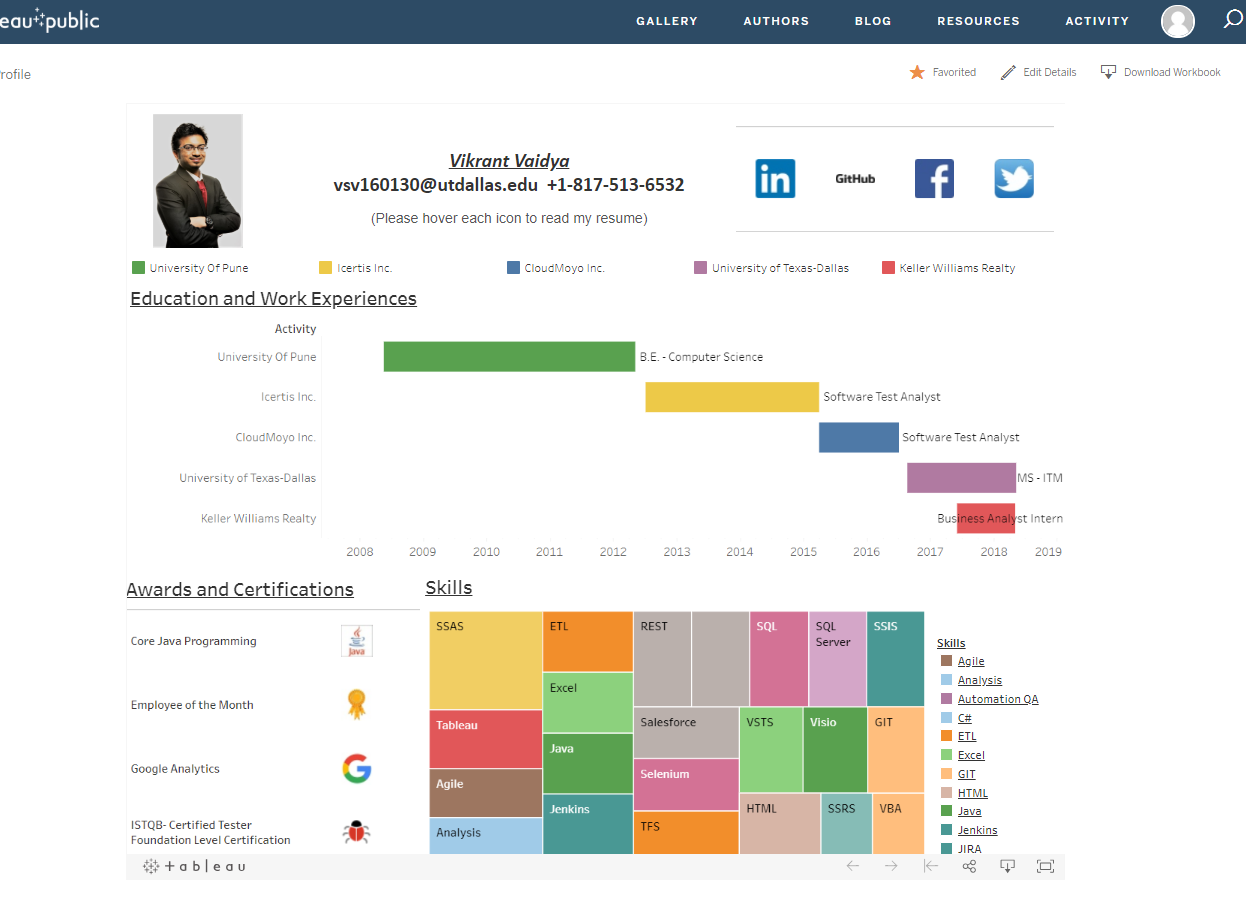 eau+public
GALLERY AUTHORS BLOG RESOURCES ACTIVITY
rofile
Favorited Edit Details Download Workbook
Vikrant Vaidya
vsv160130@utdallas.edu +1-817-513-6532
(Please hover each icon to read my resume)
in GitHub f
University Of Pune Icertis Inc. CloudMoyo Inc. University of Texas-Dallas Keller Williams Realty
Education and Work Experiences
Activity
University Of Pune B.E. - Computer Science
Icertis Inc. Software Test Analyst
CloudMoyo Inc. Software Test Analyst
University of Texas-Dallas MS - ITM
Keller Williams Realty Business Analyst Intern
2008 2009 2010 2011 2012 2013 2014 2015 2016 2017 2018 2019
Awards and Certifications
Core Java Programming
Java
Employee of the Month
Google Analytics
ISTQB- Certified Tester
Foundation Level Certification
Skills
SSAS ETL REST SQL SQL SSIS
Server
Excel
Tableau Salesforce VSTS Visio GIT
Java
Agile Selenium
Jenkins HTML SSRS VBA
Analysis TFS
Skills
Agile
Analysis
Automation QA
C#
ETL
Excel
GIT
HTML
Java
Jenkins
JIRA
+ a b l e a u